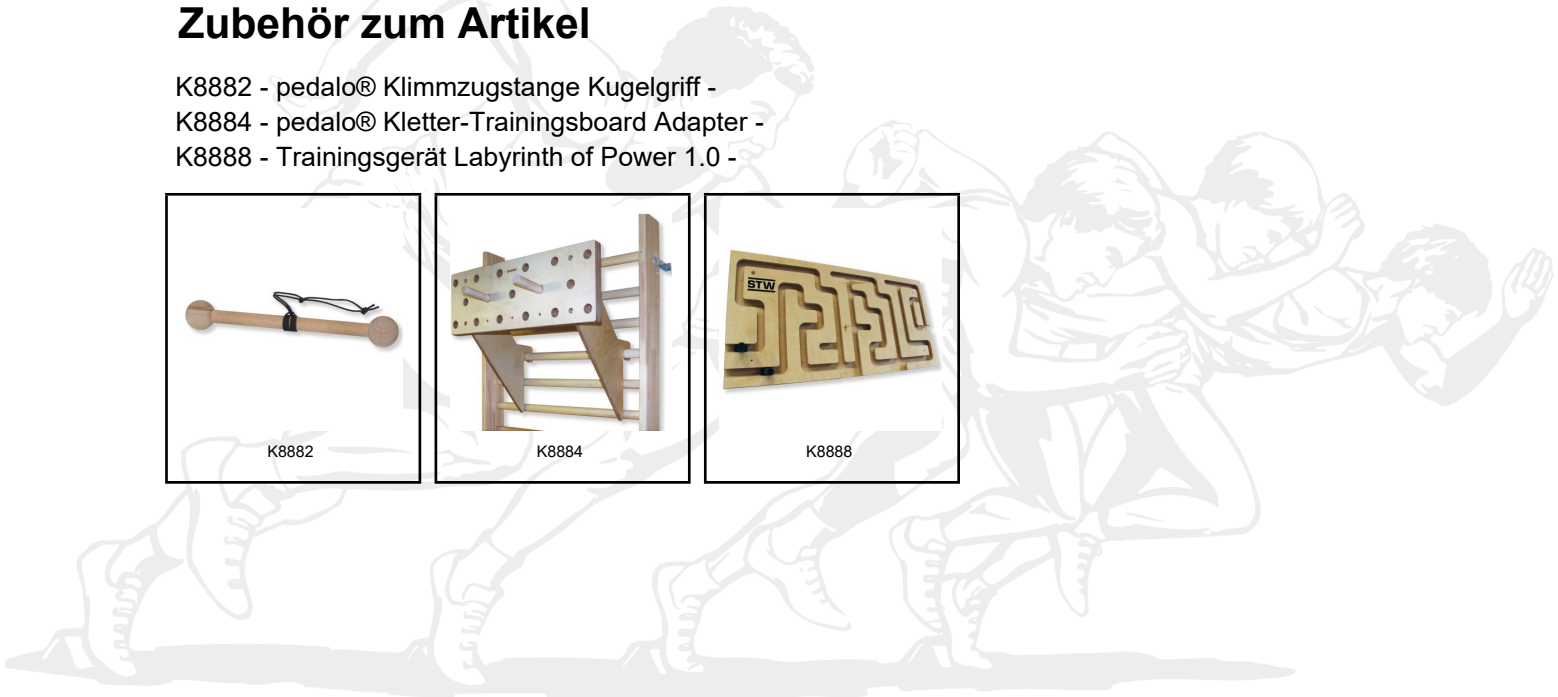 Zubehör zum Artikel
K8882 - pedalo® Klimmzugstange Kugelgriff -
K8884 - pedalo® Kletter-Trainingsboard Adapter -
K8888 - Trainingsgerät Labyrinth of Power 1.0 -
STW
K8882
K8884
K8888